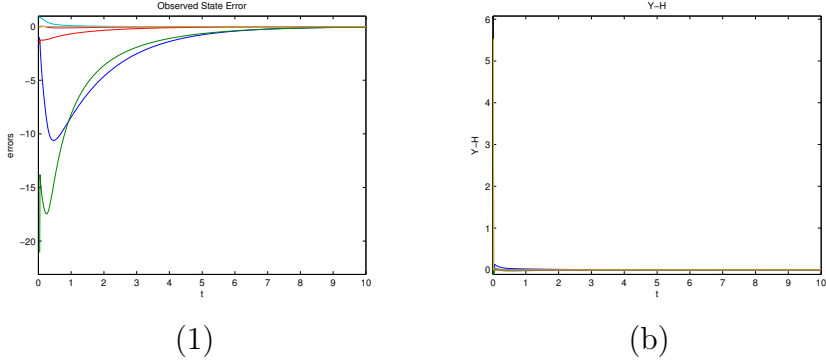 Observed State Error
0
−5
−10
−15
−20
errors
0 1 2 3 4 5 6 7 8 9 10
t
(1)
Y−H
6
5
4
3
2
1
0
Y−H
0 1 2 3 4 5 6 7 8 9 10
t
(b)